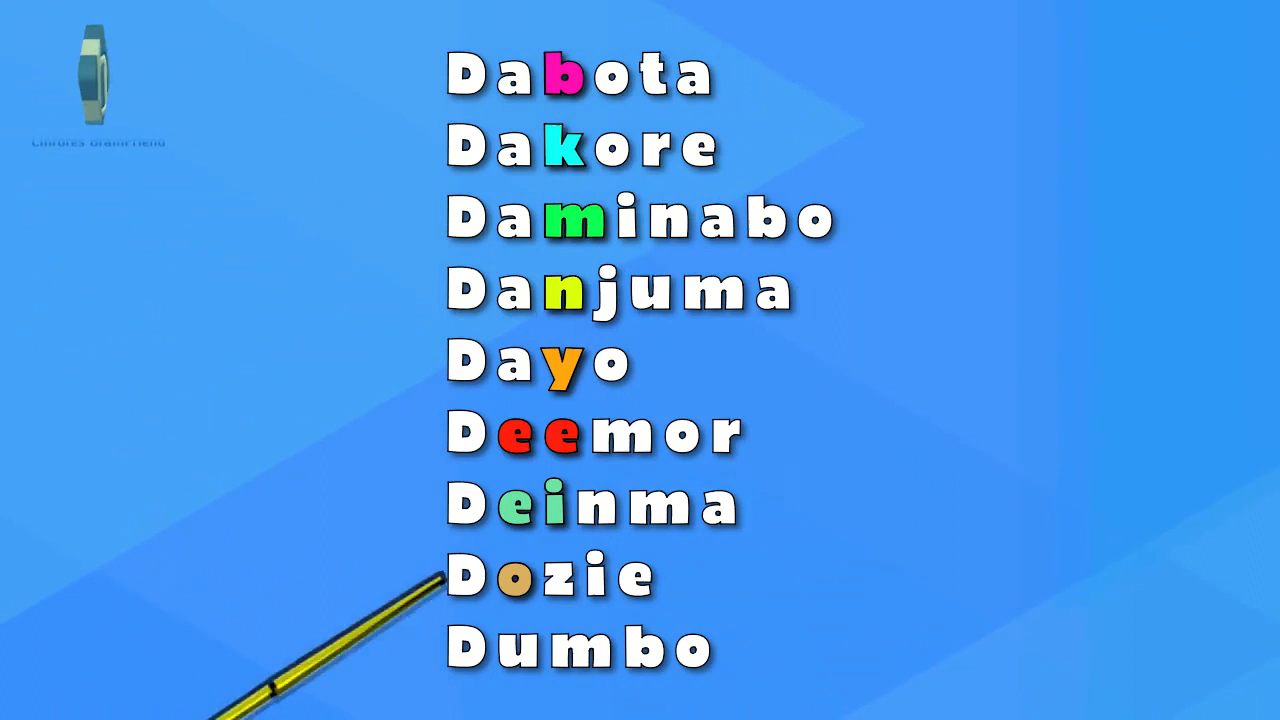 Dabota
Dakore
Daminabo
Danjuma
Dayo
Deemor
Deinma
Dozie
Dumbo